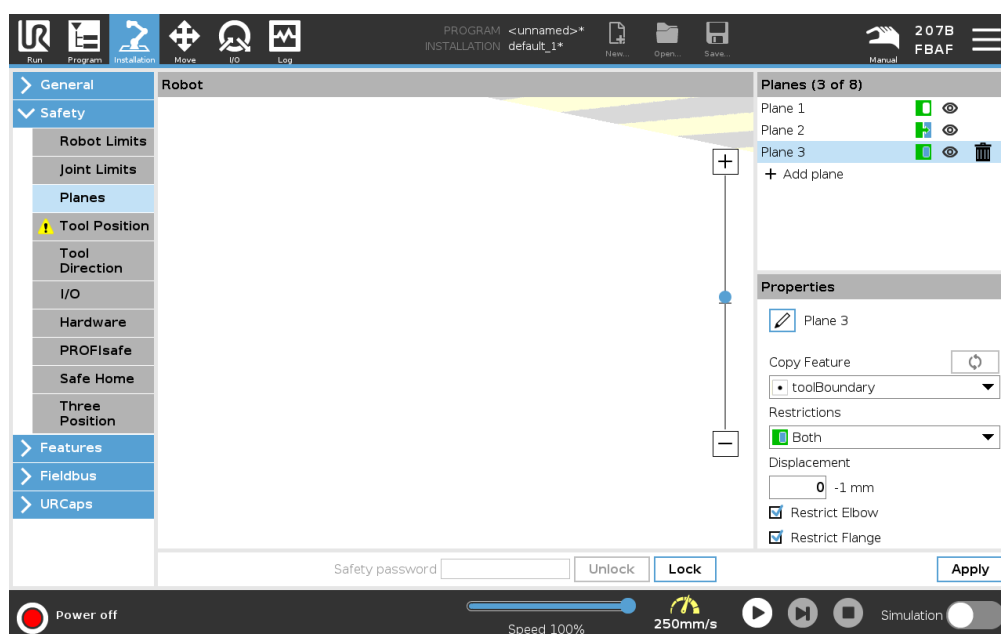 PROGRAM <unnamed>*
INSTALLATION default_1*
UR
Run
Program
Installation
Move
I/O
Log
New...
Open...
Save...
Manual
207B
FBAF
General
Safety
Robot Limits
Joint Limits
Planes
Tool Position
Tool
Direction
I/O
Hardware
PROFIsafe
Safe Home
Three
Position
Features
Fieldbus
URCaps
Robot
Planes (3 of 8)
Plane 1
Plane 2
Plane 3
+ Add plane
Properties
Plane 3
Copy Feature
toolBoundary
Restrictions
Both
Displacement
0 -1 mm
Restrict Elbow
Restrict Flange
Safety password
Unlock
Lock
Apply
Power off
Speed 100%
250mm/s
Simulation